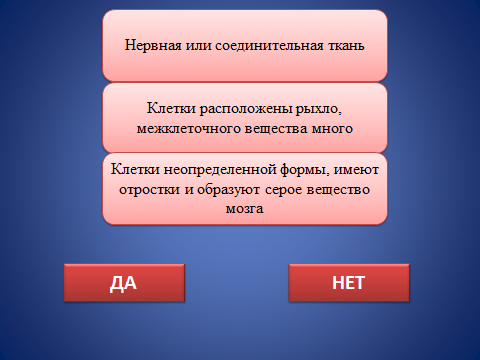 Нервная или соединительная ткань
Клетки расположены рыхло,
межклеточного вещества много
Клетки неопределенной формы, имеют
отростки и образуют серое вещество
мозга
ДА
НЕТ